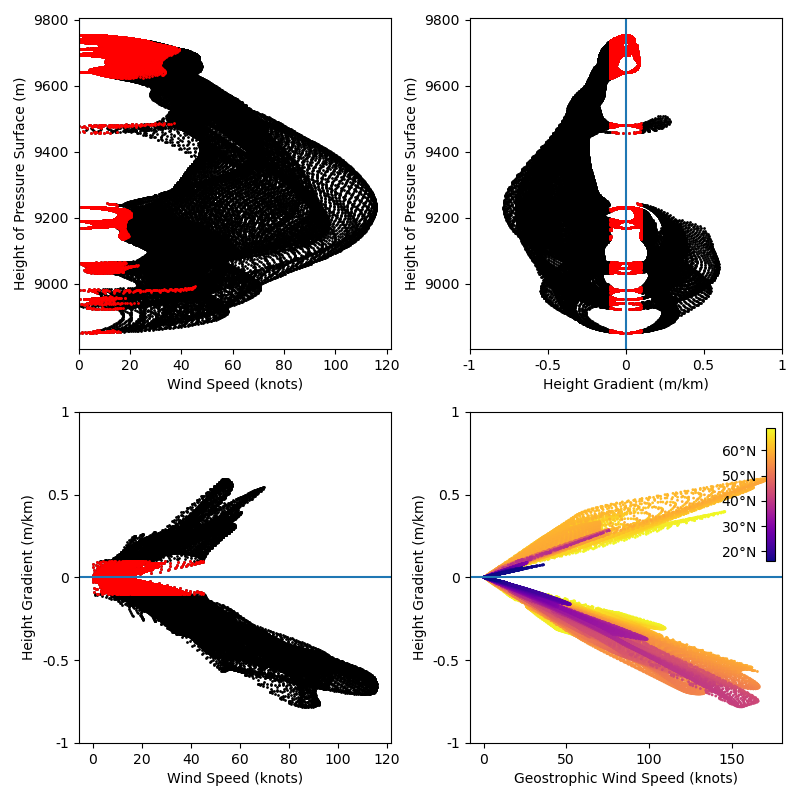 9800
9600
9400
9200
9000
Height of Pressure Surface (m)
0 20 40 60 80 100 120
Wind Speed (knots)
9800
9600
9400
9200
9000
Height of Pressure Surface (m)
-1 -0.5 0 0.5 1
Height Gradient (m/km)
1
0.5
0
-0.5
-1
Height Gradient (m/km)
0 20 40 60 80 100 120
Wind Speed (knots)
1
0.5
0
-0.5
-1
Height Gradient (m/km)
60°N
50°N
40°N
30°N
20°N
0 50 100 150
Geostrophic Wind Speed (knots)